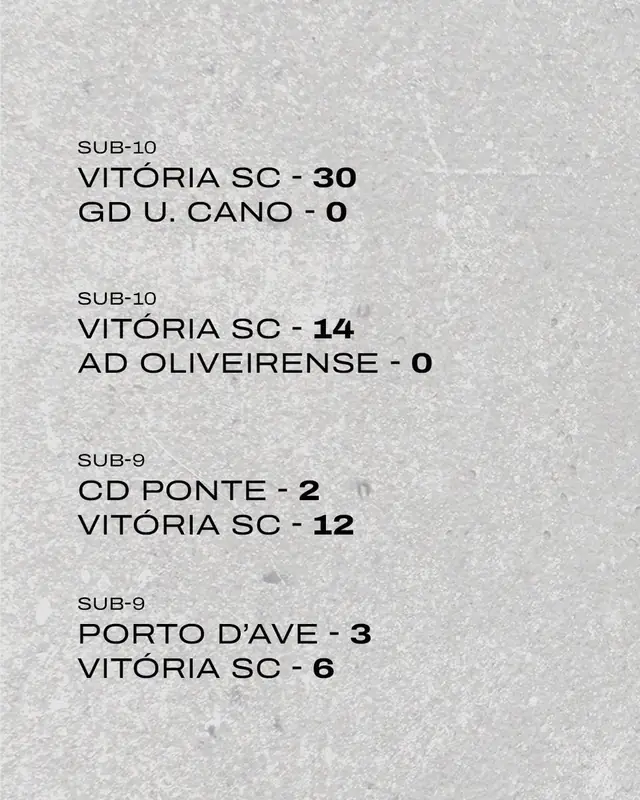 SUB-10
VITÓRIA SC - 30
GD U. CANO - 0
SUB-10
VITÓRIA SC - 14
AD OLIVEIRENSE - 0
SUB-9
CD PONTE - 2
VITÓRIA SC - 12
SUB-9
PORTO D’AVE - 3
VITÓRIA SC - 6